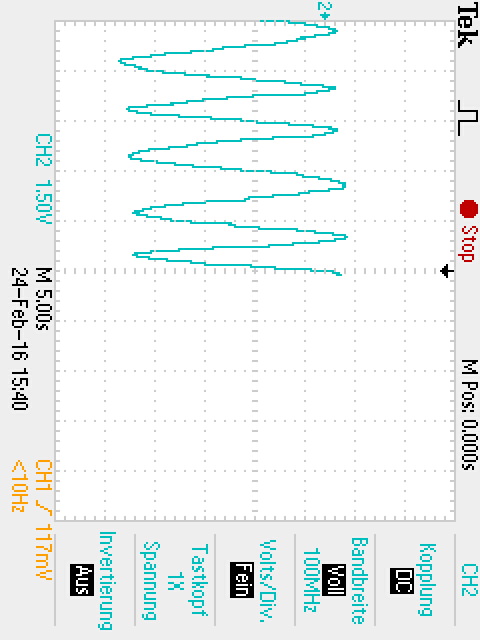 Tek
Stop
M Pos: 0.000s
CH2
Kopplung
DC
Bandbreite
Voll
100MHz
Volts/Div.
Fein
Tastkopf
1X
Spannung
Invertierung
Aus
2
CH2 1.50V
M 5.00s
CH1 / 117mV
24-Feb-16 15:40
<10Hz